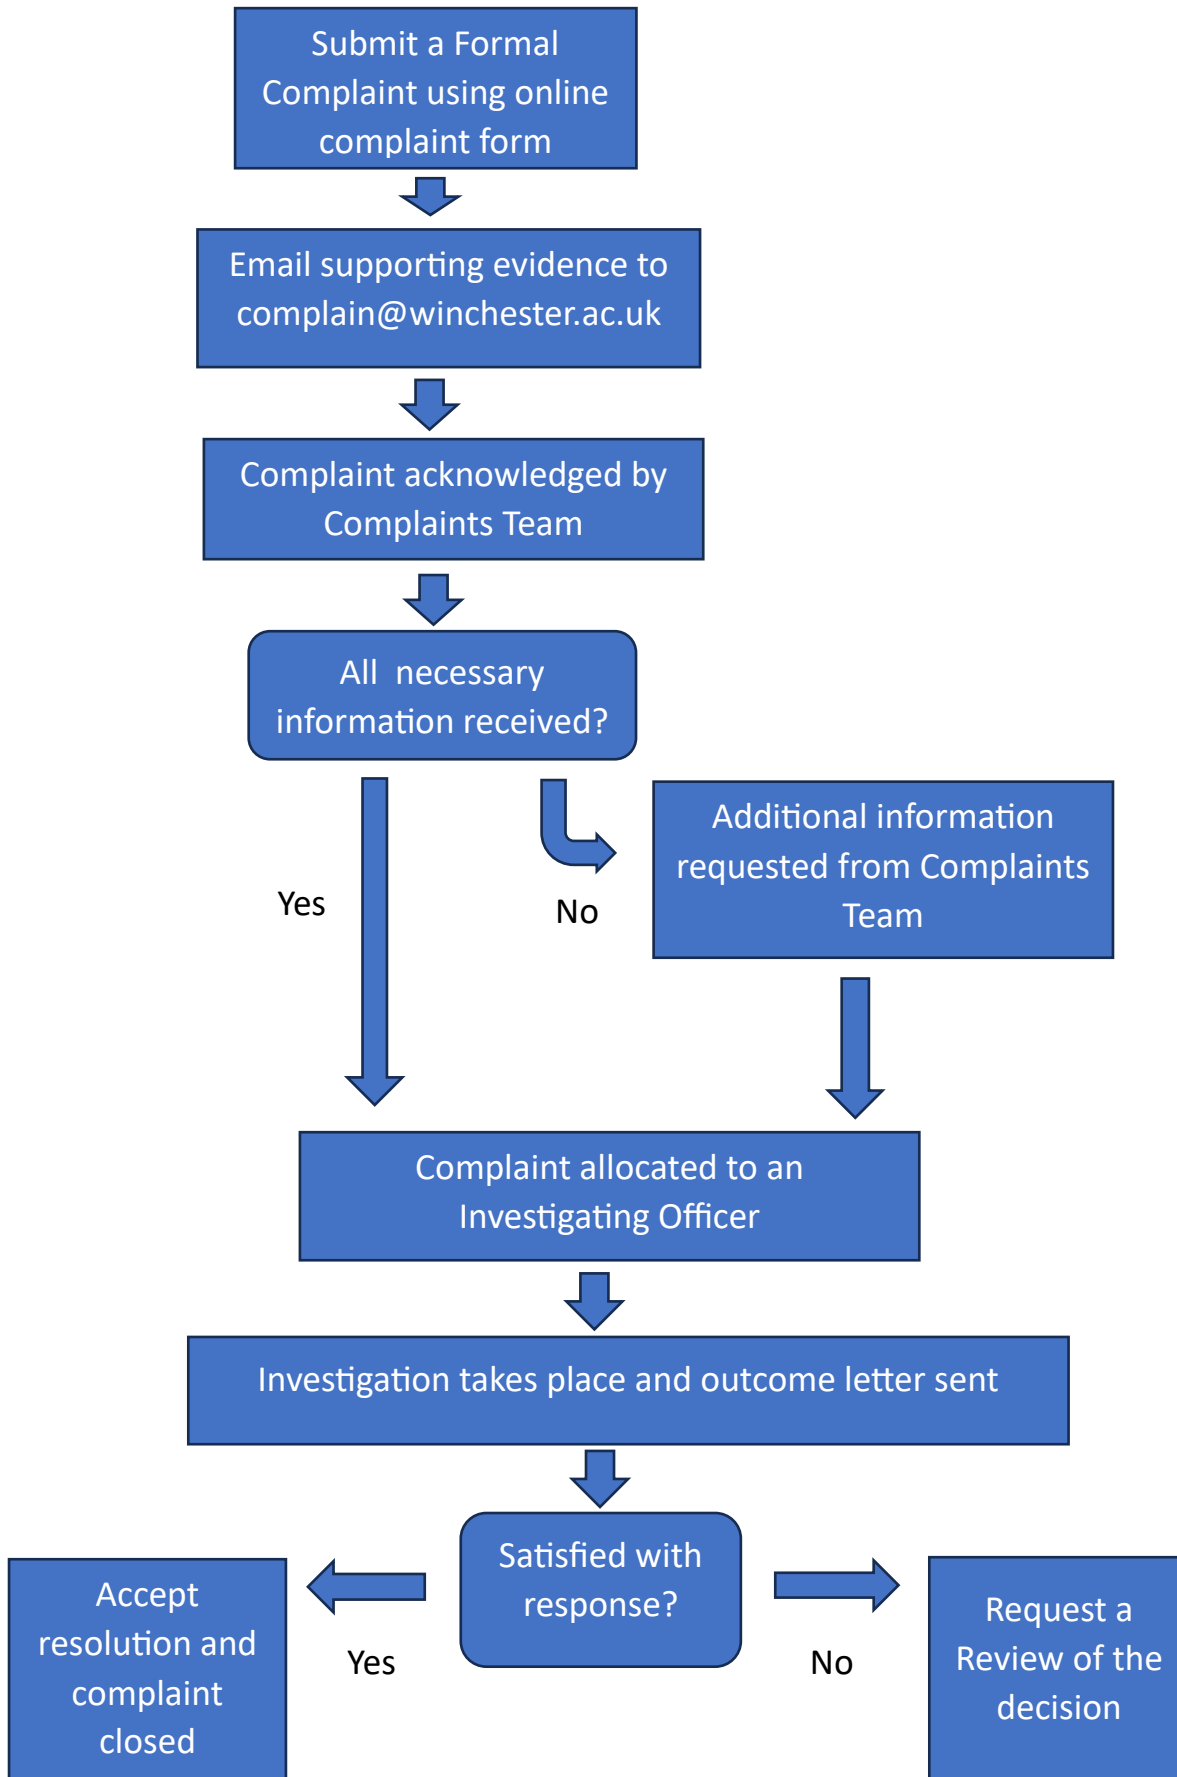 Submit a Formal
Complaint using online
complaint form
Email supporting evidence to
complain@winchester.ac.uk
Complaint acknowledged by
Complaints Team
All  necessary
information received?
Yes
No
Additional information
requested from Complaints
Team
Complaint allocated to an
Investigating Officer
Investigation takes place and outcome letter sent
Satisfied with
response?
Yes
No
Accept
resolution and
complaint
closed
Request a
Review of the
decision